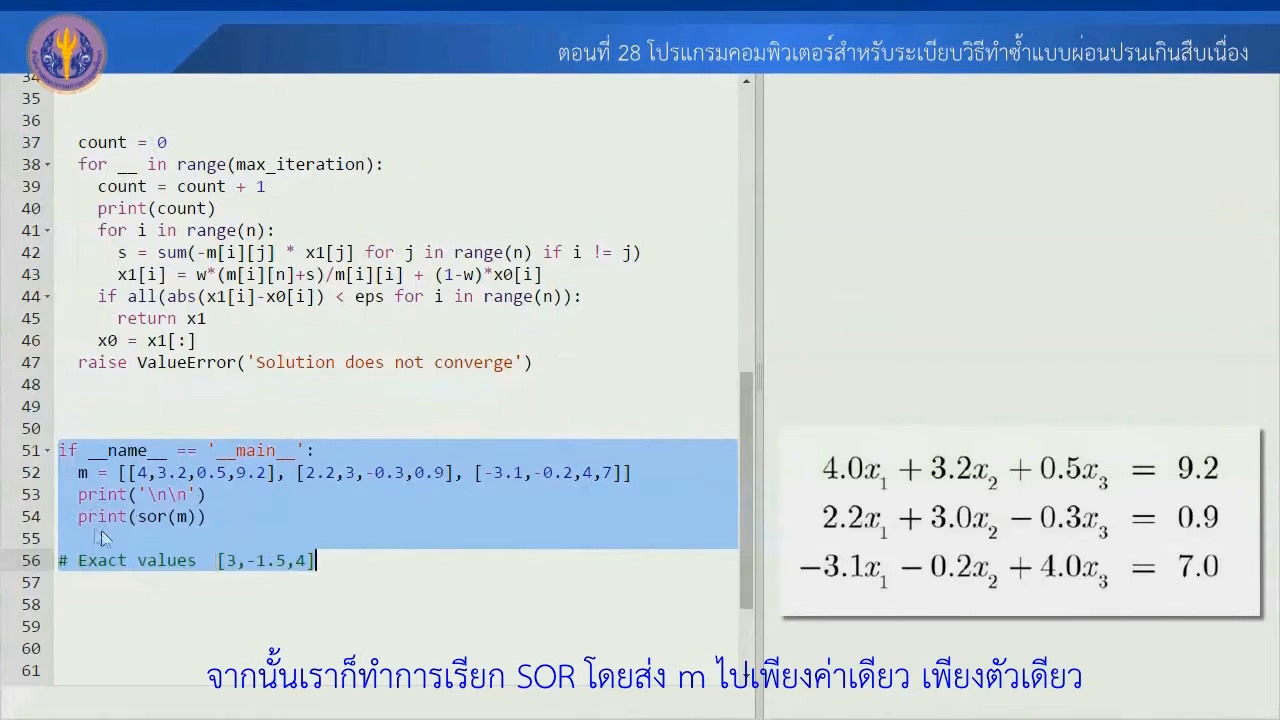 ตอนที่ 28 โปรแกรมคอมพิวเตอร์สำหรับระเบียบวิธีทำซ้ำแบบผ่อนปรนเกินสืบเนื่อง
34
35
36
37 count = 0
38 for __ in range(max_iteration):
39 count = count + 1
40 print(count)
41 for i in range(n):
42 s = sum(-m[i][j] * x1[j] for j in range(n) if i != j)
43 x1[i] = w*(m[i][n]+s)/m[i][i] + (1-w)*x0[i]
44 if all(abs(x1[i]-x0[i]) < eps for i in range(n)):
45 return x1
46 x0 = x1[:]
47 raise ValueError('Solution does not converge')
48
49
50
51 if __name__ == '__main__':
52 m = [[4,3.2,0.5,9.2], [2.2,3,-0.3,0.9], [-3.1,-0.2,4,7]]
53 print('\n\n')
54 print(sor(m))
55
56 # Exact values [3,-1.5,4]
57
58
59
60
61
4.0x₁ + 3.2x₂ + 0.5x₃ = 9.2
2.2x₁ + 3.0x₂ − 0.3x₃ = 0.9
−3.1x₁ − 0.2x₂ + 4.0x₃ = 7.0
จากนั้นเราก็ทำการเรียก SOR โดยส่ง m ไปเพียงค่าเดียว เพียงตัวเดียว